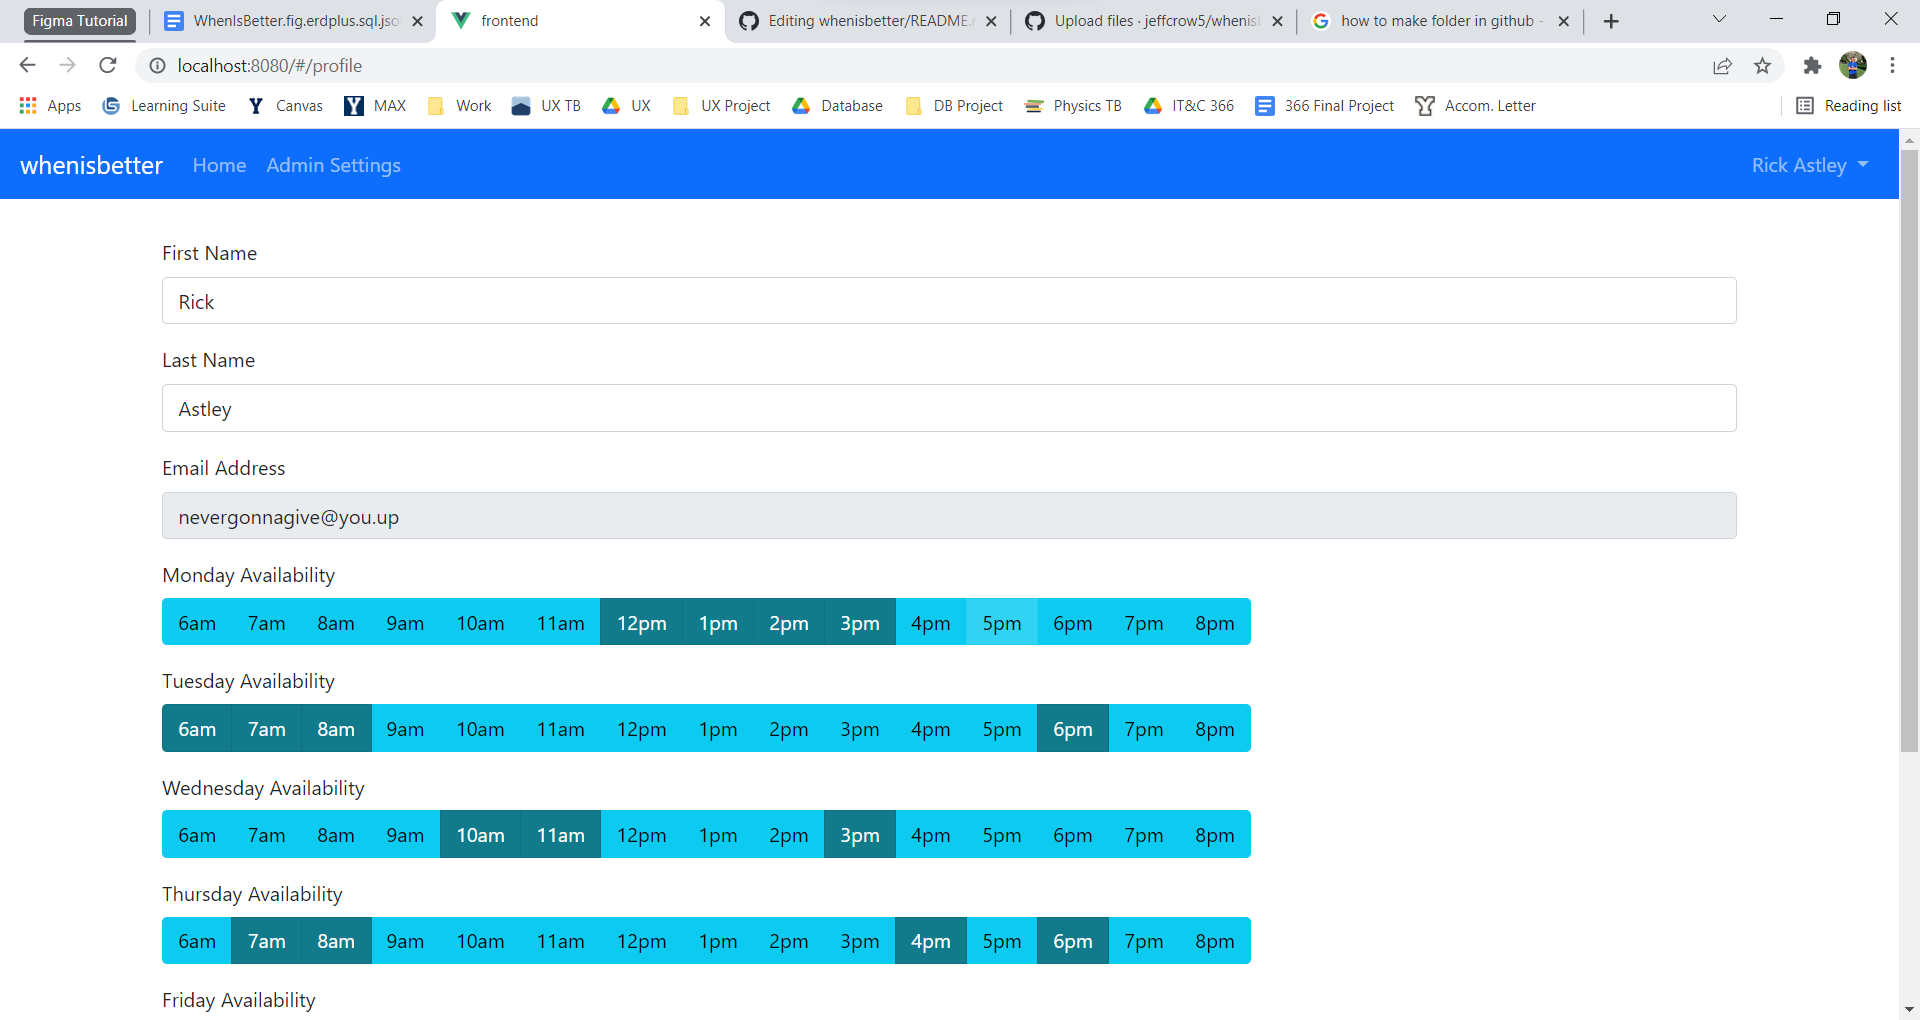 Figma Tutorial WhenIsBetter.fig.erdplus.sql.jso frontend Editing whenisbetter/README. Upload files · jeffcrow5/whenis how to make folder in github -
localhost:8080/#/profile
Apps Learning Suite Canvas MAX Work UX TB UX UX Project Database DB Project Physics TB IT&C 366 366 Final Project Accom. Letter Reading list
whenisbetter Home Admin Settings Rick Astley
First Name
Rick
Last Name
Astley
Email Address
nevergonnagive@you.up
Monday Availability
6am 7am 8am 9am 10am 11am 12pm 1pm 2pm 3pm 4pm 5pm 6pm 7pm 8pm
Tuesday Availability
6am 7am 8am 9am 10am 11am 12pm 1pm 2pm 3pm 4pm 5pm 6pm 7pm 8pm
Wednesday Availability
6am 7am 8am 9am 10am 11am 12pm 1pm 2pm 3pm 4pm 5pm 6pm 7pm 8pm
Thursday Availability
6am 7am 8am 9am 10am 11am 12pm 1pm 2pm 3pm 4pm 5pm 6pm 7pm 8pm
Friday Availability